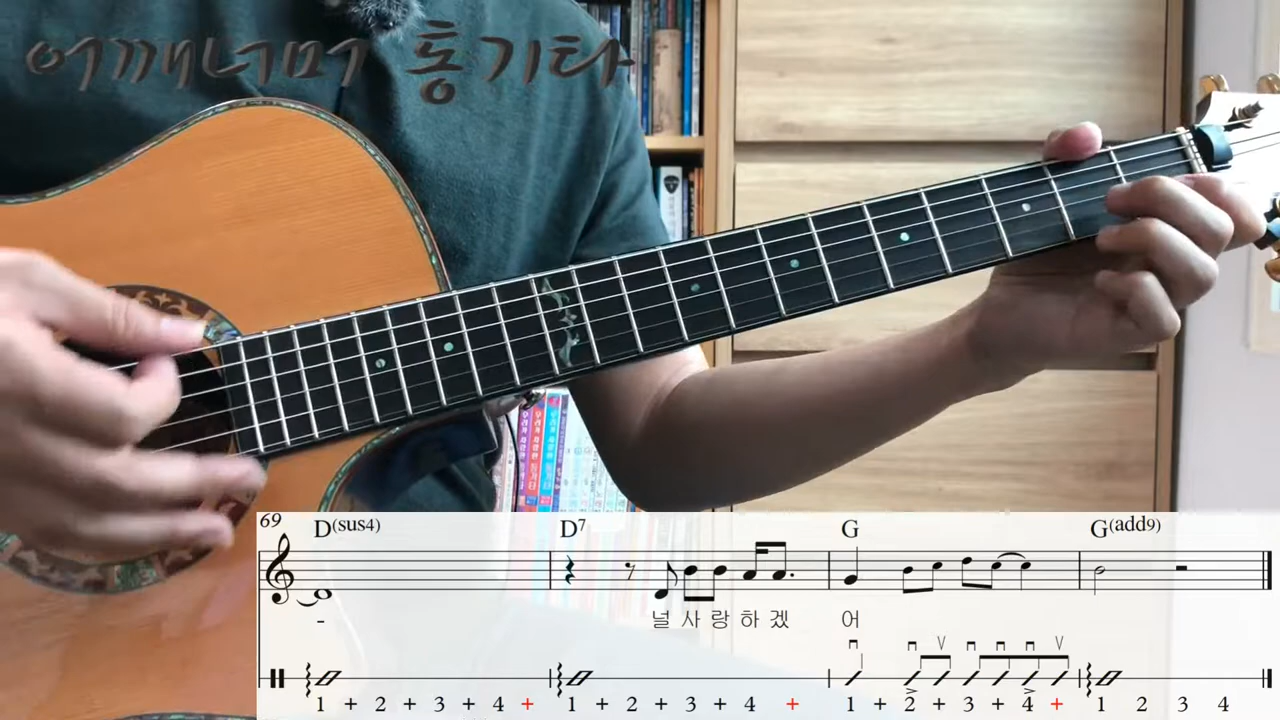 어깨너머 통기타
69 D(sus4) D7 G G(add9)
- 널 사 랑 하 겠 어
1 + 2 + 3 + 4 + 1 + 2 + 3 + 4 + 1 + 2 + 3 + 4 + 1 2 3 4